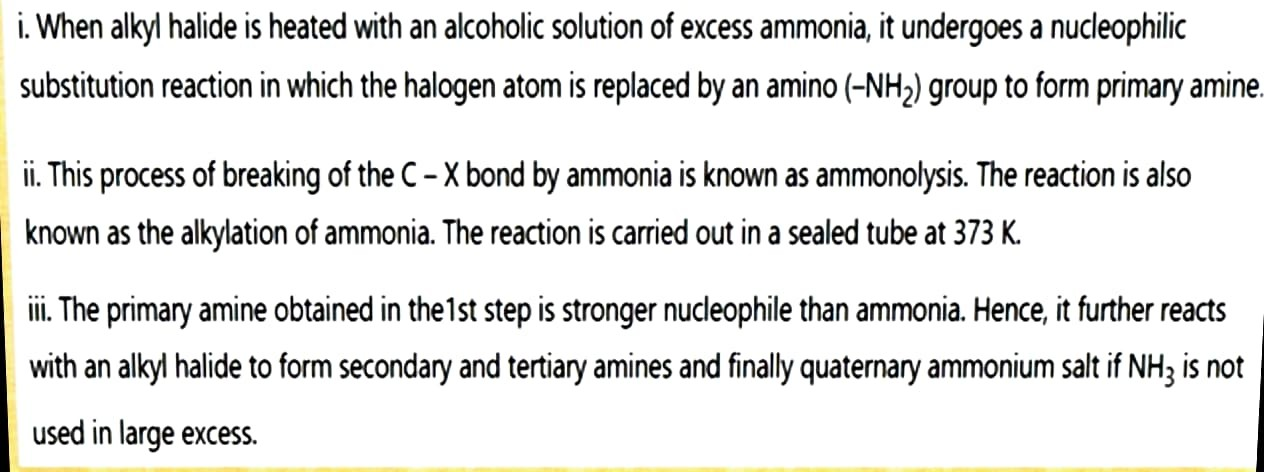 i. When alkyl halide is heated with an alcoholic solution of excess ammonia, it undergoes a nucleophilic
substitution reaction in which the halogen atom is replaced by an amino (–NH₂) group to form primary amine.
ii. This process of breaking of the C – X bond by ammonia is known as ammonolysis. The reaction is also
known as the alkylation of ammonia. The reaction is carried out in a sealed tube at 373 K.
iii. The primary amine obtained in the1st step is stronger nucleophile than ammonia. Hence, it further reacts
with an alkyl halide to form secondary and tertiary amines and finally quaternary ammonium salt if NH₃ is not
used in large excess.